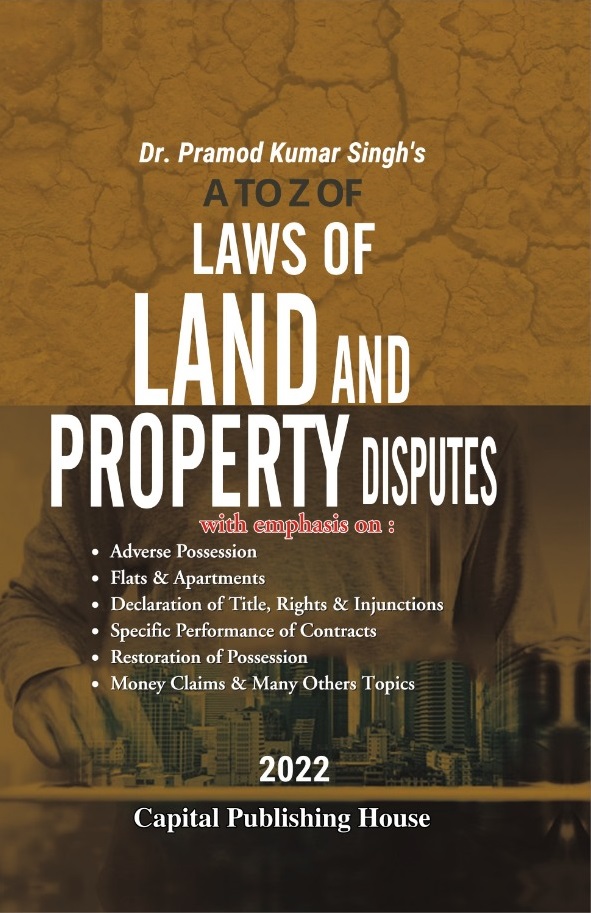 Dr. Pramod Kumar Singh's
A TO Z OF
LAWS OF
LAND AND
PROPERTY DISPUTES
with emphasis on :
• Adverse Possession
• Flats & Apartments
• Declaration of Title, Rights & Injunctions
• Specific Performance of Contracts
• Restoration of Possession
• Money Claims & Many Others Topics
2022
Capital Publishing House